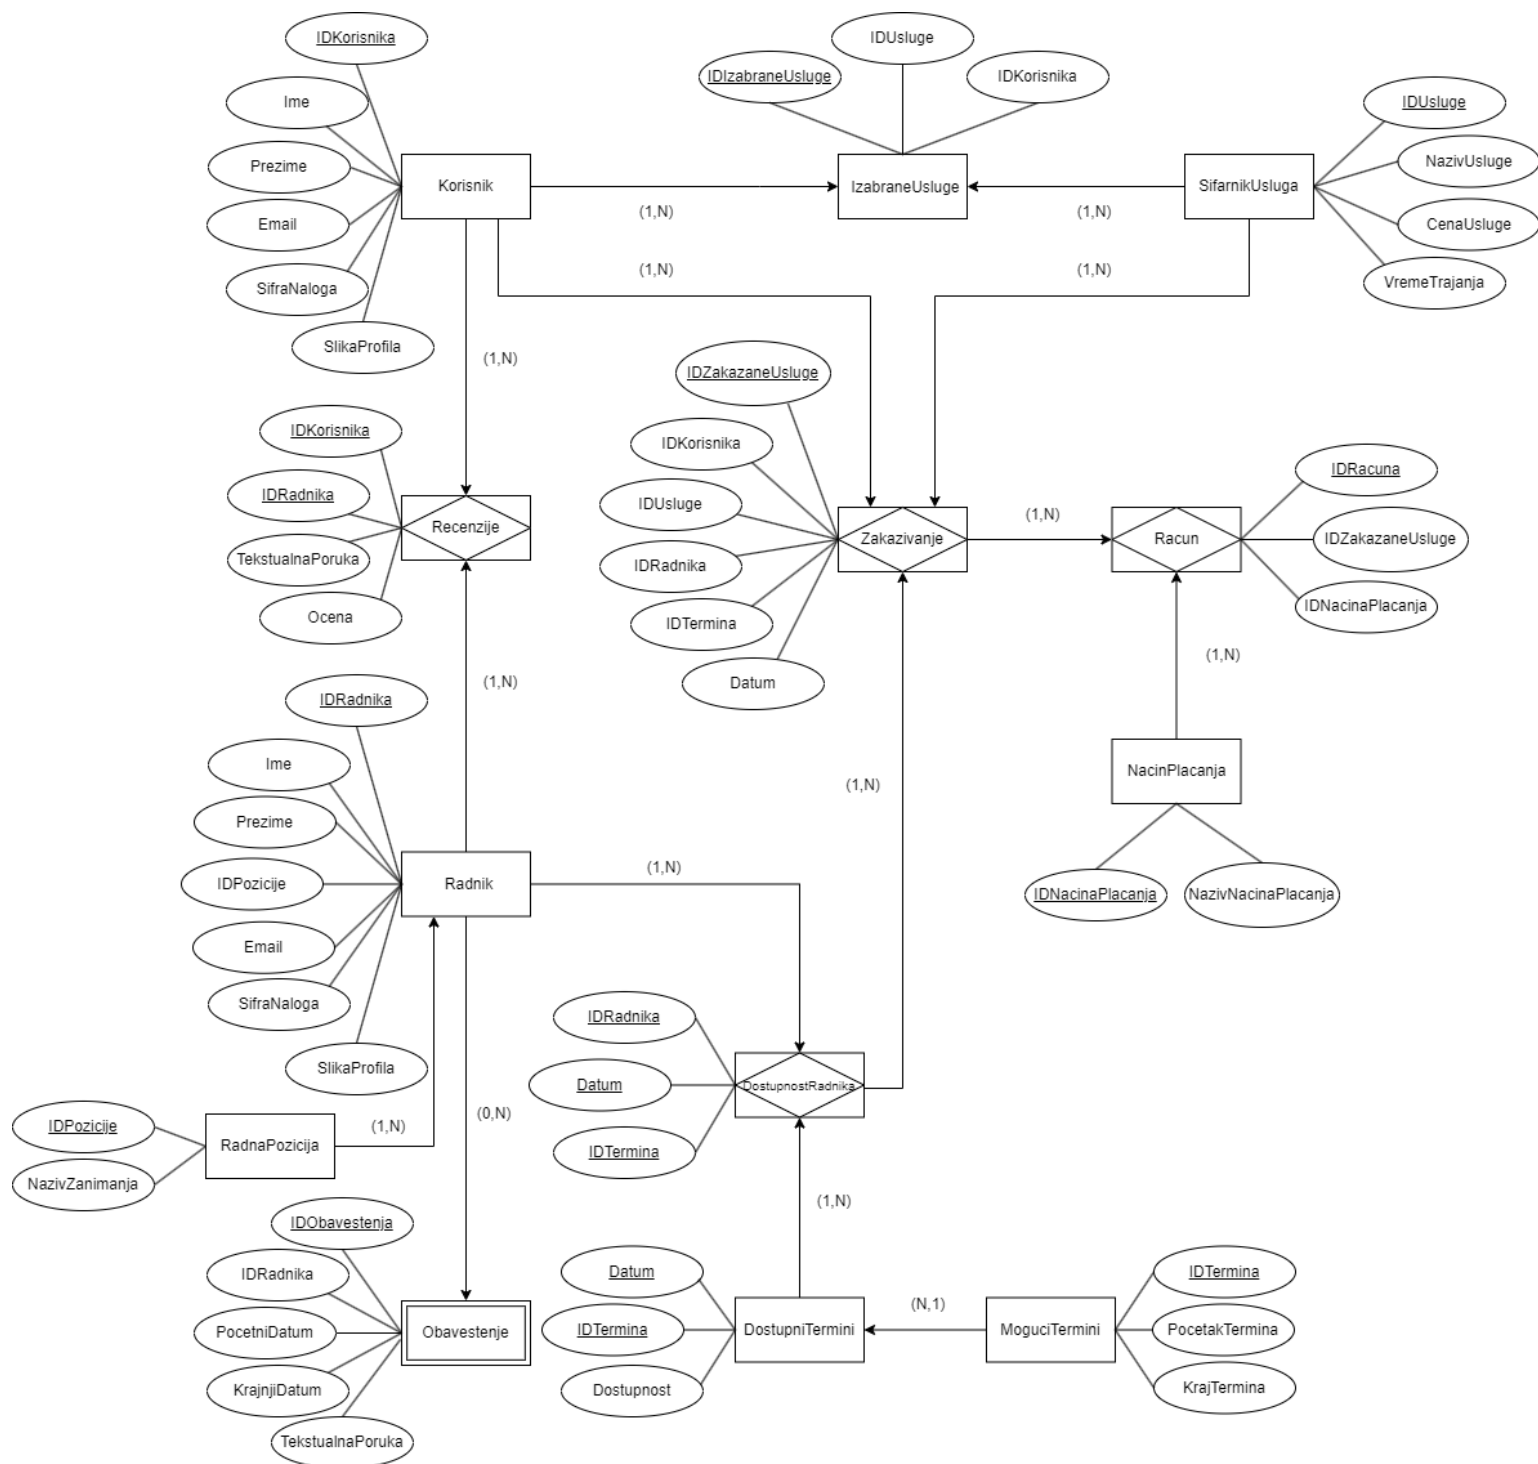 IDKorisnika
Ime
Prezime
Email
SifraNaloga
SlikaProfila
Korisnik
(1,N)
(1,N)
(1,N)
IDIzabraneUsluge
IDUsluge
IDKorisnika
IzabraneUsluge
(1,N)
(1,N)
SifarnikUsluga
IDUsluge
NazivUsluge
CenaUsluge
VremeTrajanja
IDKorisnika
IDRadnika
TekstualnaPoruka
Ocena
Recenzije
(1,N)
IDZakazaneUsluge
IDKorisnika
IDUsluge
IDRadnika
IDTermina
Datum
Zakazivanje
(1,N)
Racun
IDRacuna
IDZakazaneUsluge
IDNacinaPlacanja
(1,N)
NacinPlacanja
IDNacinaPlacanja
NazivNacinaPlacanja
IDRadnika
Ime
Prezime
IDPozicije
Email
SifraNaloga
SlikaProfila
Radnik
(1,N)
(1,N)
IDRadnika
Datum
IDTermina
DostupnostRadnika
IDPozicije
NazivZanimanja
RadnaPozicija
(1,N)
(0,N)
(1,N)
IDObavestenja
IDRadnika
PocetniDatum
KrajnjiDatum
TekstualnaPoruka
Obavestenje
Datum
IDTermina
Dostupnost
DostupniTermini
(N,1)
MoguciTermini
IDTermina
PocetakTermina
KrajTermina